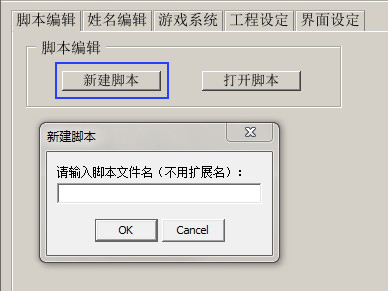 脚本编辑 姓名编辑 游戏系统 工程设定 界面设定
脚本编辑
新建脚本 打开脚本
新建脚本
请输入脚本文件名（不用扩展名）：
OK Cancel